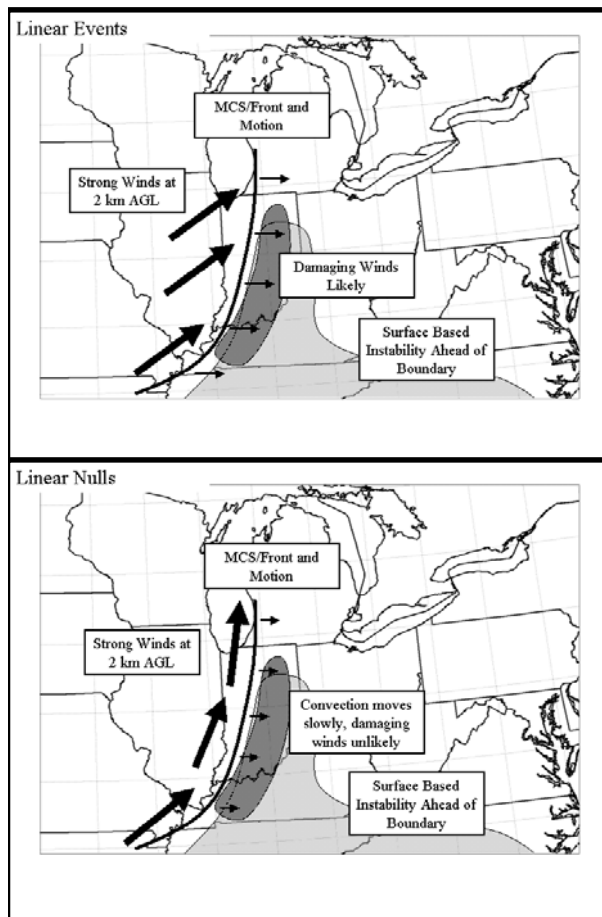 Linear Events
MCS/Front and
Motion
Strong Winds at
2 km AGL
Damaging Winds
Likely
Surface Based
Instability Ahead of
Boundary
Linear Nulls
MCS/Front and
Motion
Strong Winds at
2 km AGL
Convection moves
slowly, damaging
winds unlikely
Surface Based
Instability Ahead of
Boundary